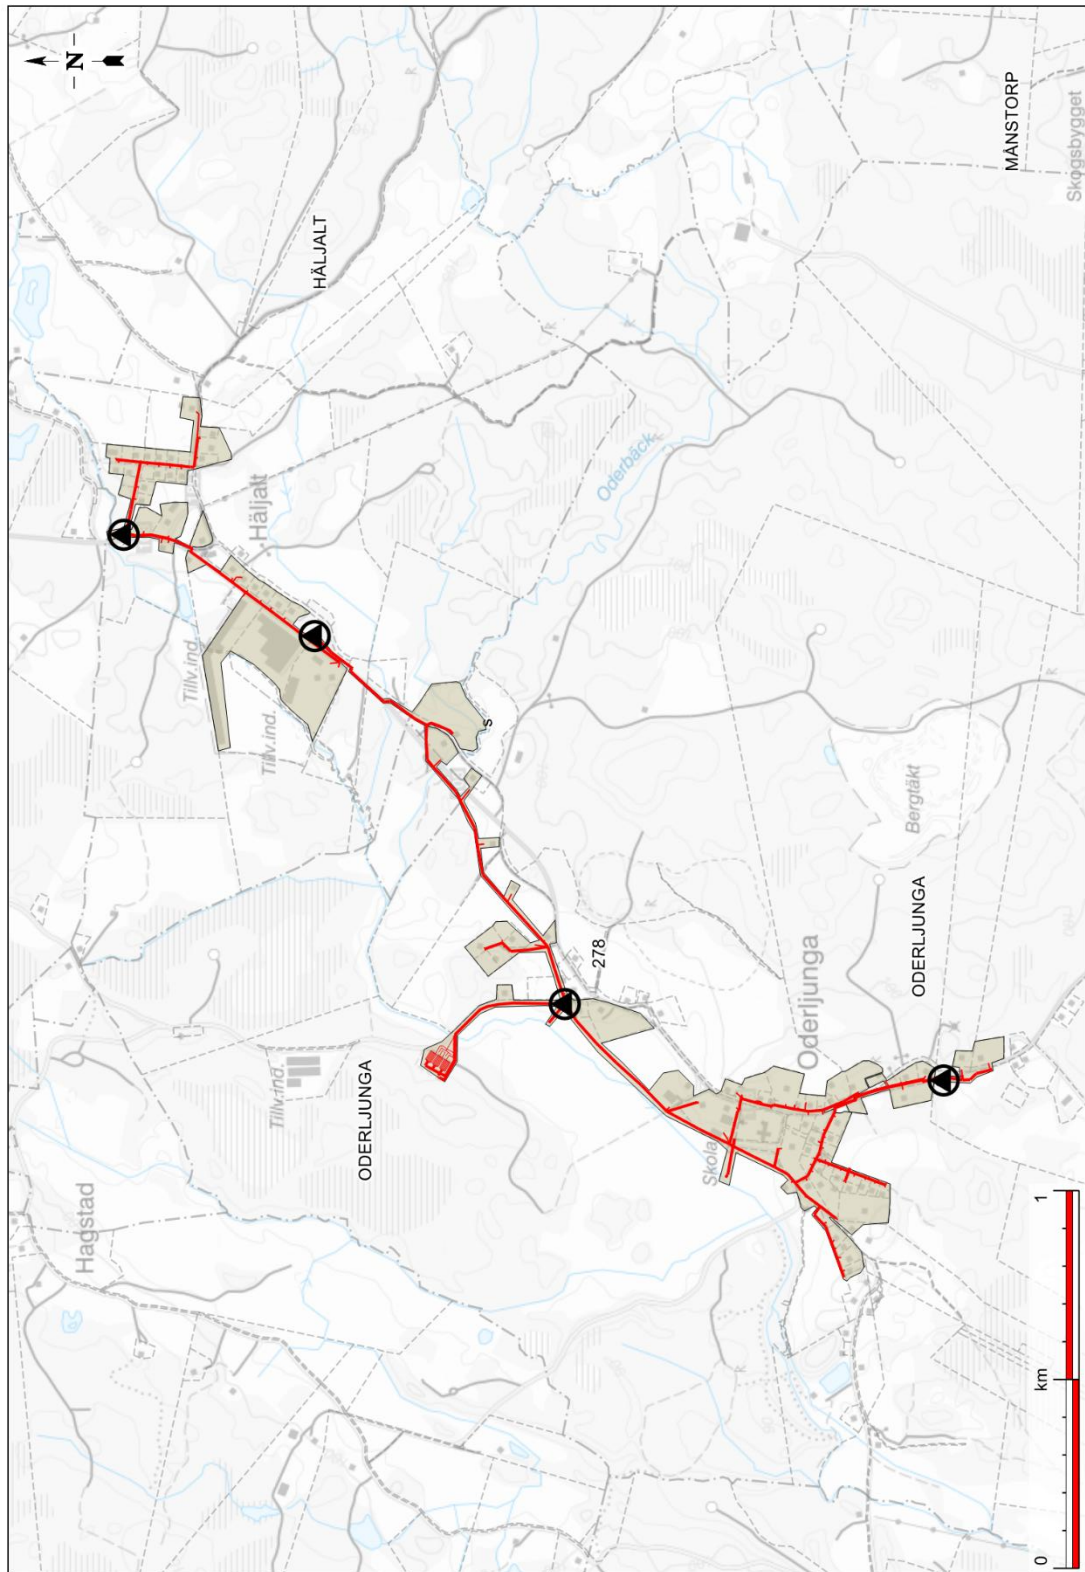 N
HÄLJALT
MÅNSTORP
Skogsbygget
Häljalt
Oderbäck
Tillv.ind.
Tillv.ind.
s
Bergtäkt
278
ODERLJUNGA
Oderljunga
Tillv.ind.
ODERLJUNGA
Skola
Hagstad
0
km
1